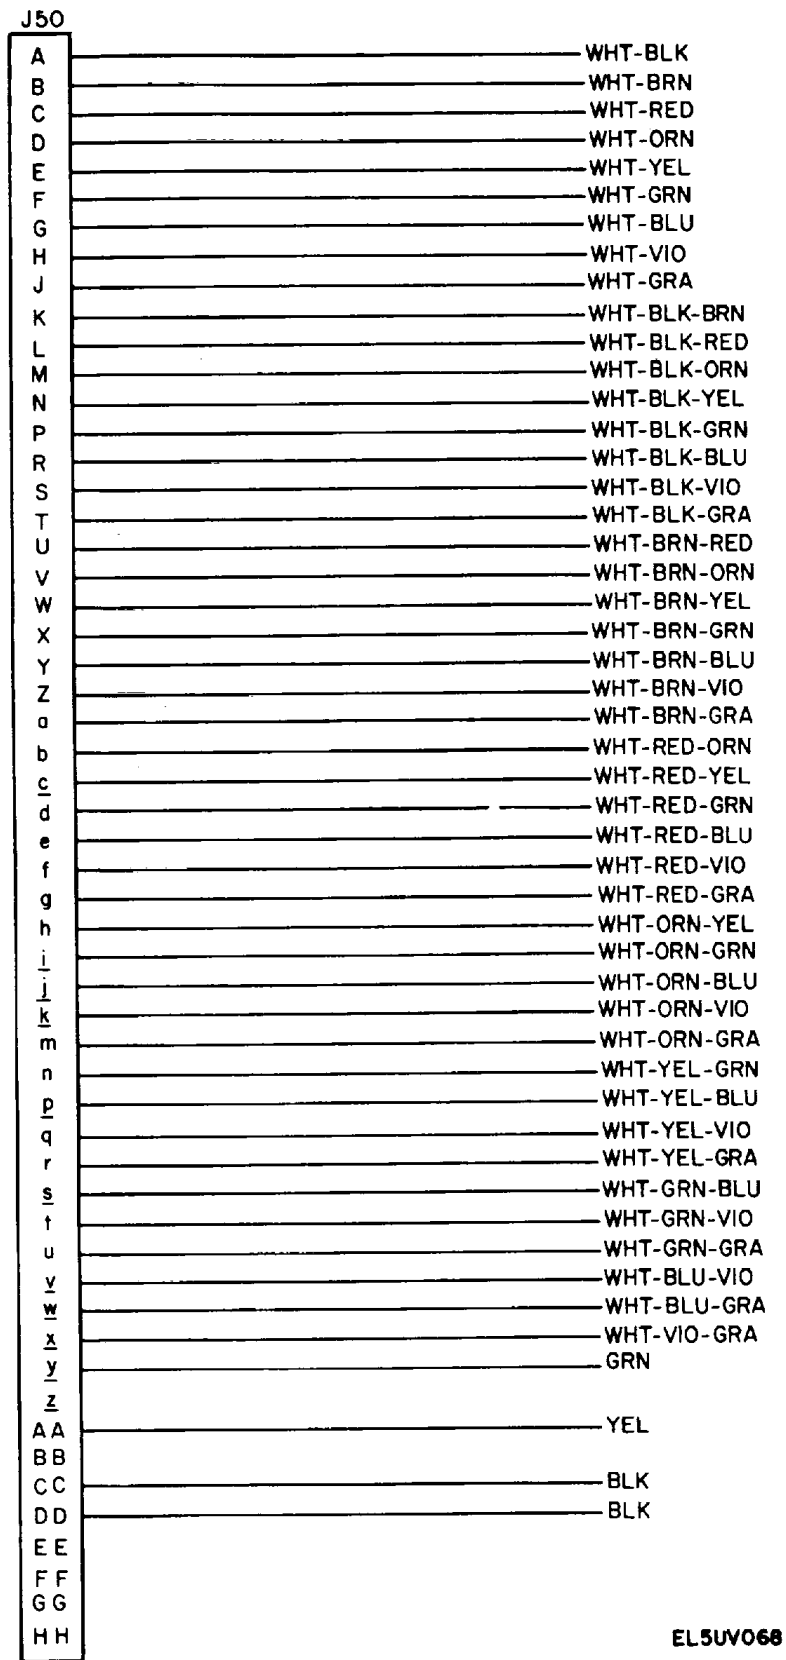 J50
A WHT-BLK
B WHT-BRN
C WHT-RED
D WHT-ORN
E WHT-YEL
F WHT-GRN
G WHT-BLU
H WHT-VIO
J WHT-GRA
K WHT-BLK-BRN
L WHT-BLK-RED
M WHT-BLK-ORN
N WHT-BLK-YEL
P WHT-BLK-GRN
R WHT-BLK-BLU
S WHT-BLK-VIO
T WHT-BLK-GRA
U WHT-BRN-RED
V WHT-BRN-ORN
W WHT-BRN-YEL
X WHT-BRN-GRN
Y WHT-BRN-BLU
Z WHT-BRN-VIO
a WHT-BRN-GRA
b WHT-RED-ORN
c WHT-RED-YEL
d WHT-RED-GRN
e WHT-RED-BLU
f WHT-RED-VIO
g WHT-RED-GRA
h WHT-ORN-YEL
i WHT-ORN-GRN
j WHT-ORN-BLU
k WHT-ORN-VIO
m WHT-ORN-GRA
n WHT-YEL-GRN
p WHT-YEL-BLU
q WHT-YEL-VIO
r WHT-YEL-GRA
s WHT-GRN-BLU
t WHT-GRN-VIO
u WHT-GRN-GRA
v WHT-BLU-VIO
w WHT-BLU-GRA
x WHT-VIO-GRA
y GRN
z
AA YEL
BB
CC BLK
DD BLK
EE
FF
GG
HH
EL5UV068